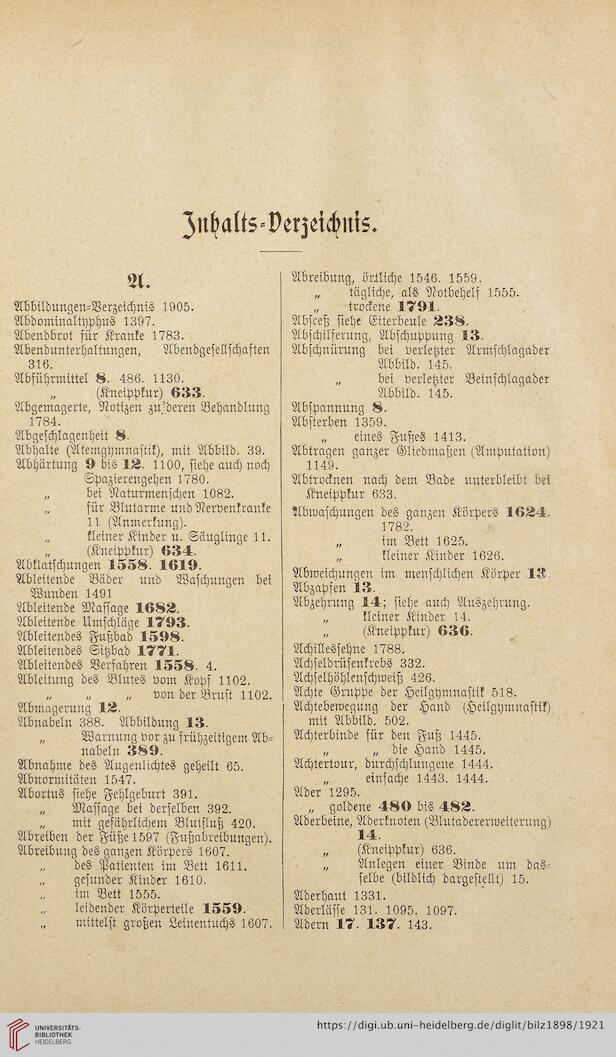 Inhalts-Verzeichnis.
A.
Abbildungen-Verzeichnis 1905.
Abdominaltyphus 1397.
Abendbrot für Kranke 1783.
Abendunterhaltungen, Abendgesellschaften
316.
Abführmittel 8. 486. 1130.
„ (Kneippkur) 633.
Abgemagerte, Notizen zu deren Behandlung
1784.
Abgeschlagenheit 8.
Abhalte (Atemgymnastik), mit Abbild. 39.
Abhärtung 9 bis 12. 1100, siehe auch noch
Spazierengehen 1780.
„ bei Naturmenschen 1082.
„ für Blutarme und Nervenkranke
11 (Anmerkung).
„ kleiner Kinder u. Säuglinge 11.
„ (Kneippkur) 634.
Abklatschungen 1558. 1619.
Ableitende Bäder und Waschungen bei
Wunden 1491
Ableitende Massage 1682.
Ableitende Umschläge 1793.
Ableitendes Fußbad 1598.
Ableitendes Sitzbad 1771.
Ableitendes Verfahren 1558. 4.
Ableitung des Blutes vom Kopf 1102.
„ „ „ von der Brust 1102.
Abmagerung 12.
Abnabeln 388. Abbildung 13.
„ Warnung vor zu frühzeitigem Ab-
nabeln 389.
Abnahme des Augenlichtes geheilt 65.
Abnormitäten 1547.
Abortus siehe Fehlgeburt 391.
„ Massage bei derselben 392.
„ mit gefährlichem Blutfluß 420.
Abreiben der Füße 1597 (Fußabreibungen).
Abreibung des ganzen Körpers 1607.
„ des Patienten im Bett 1611.
„ gesunder Kinder 1610.
„ im Bett 1555.
„ leidender Körperteile 1559.
„ mittelst großen Leinentuchs 1607.
Abreibung, örtliche 1546. 1559.
„ tägliche, als Notbehelf 1555.
„ trockene 1791.
Absceß siehe Eiterbeule 238.
Abschilferung, Abschuppung 13.
Abschnürung bei verletzter Armschlagader
Abbild. 145.
„ bei verletzter Beinschlagader
Abbild. 145.
Abspannung 8.
Absterben 1359.
„ eines Fußes 1413.
Abtragen ganzer Gliedmaßen (Amputation)
1149.
Abtrocknen nach dem Bade unterbleibt bei
Kneippkur 633.
Abwaschungen des ganzen Körpers 1624.
1782.
„ im Bett 1625.
„ kleiner Kinder 1626.
Abweichungen im menschlichen Körper 13
Abzapfen 13.
Abzehrung 14; siehe auch Auszehrung.
„ kleiner Kinder 14.
„ (Kneippkur) 636.
Achillessehne 1788.
Achseldrüsenkrebs 332.
Achselhöhlenschweiß 426.
Achte Gruppe der Heilgymnastik 518.
Achtebewegung der Hand (Heilgymnastik)
mit Abbild. 502.
Achterbinde für den Fuß 1445.
„ „ die Hand 1445.
Achtertour, durchschlungene 1444.
„ einfache 1443. 1444.
Ader 1295.
„ goldene 480 bis 482.
Aderbeine, Aderknoten (Blutadererweiterung)
14.
„ (Kneippkur) 636.
„ Anlegen einer Binde um das-
selbe (bildlich dargestellt) 15.
Aderhaut 1331.
Aderlässe 131. 1095. 1097.
Adern 17. 137. 143.
UNIVERSITÄTS-
BIBLIOTHEK
HEIDELBERG
https://digi.ub.uni-heidelberg.de/diglit/bilz1898/1921